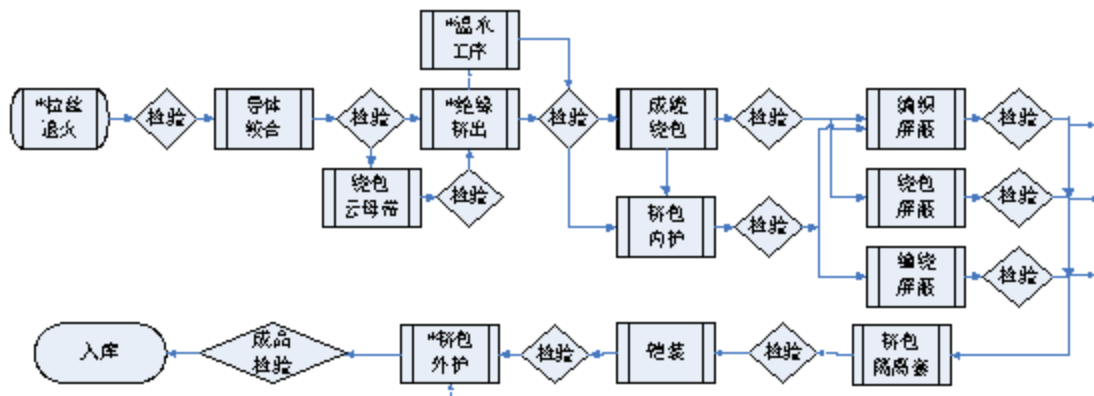 *温水
工序
*拉丝
退火
检验
导体
绞合
检验
*绝缘
挤出
检验
成缆
绕包
检验
编织
屏蔽
检验
绕包
云母带
检验
挤包
内护
检验
绕包
屏蔽
检验
编绕
屏蔽
检验
入库
成品
检验
*挤包
外护
检验
铠装
检验
挤包
隔离套